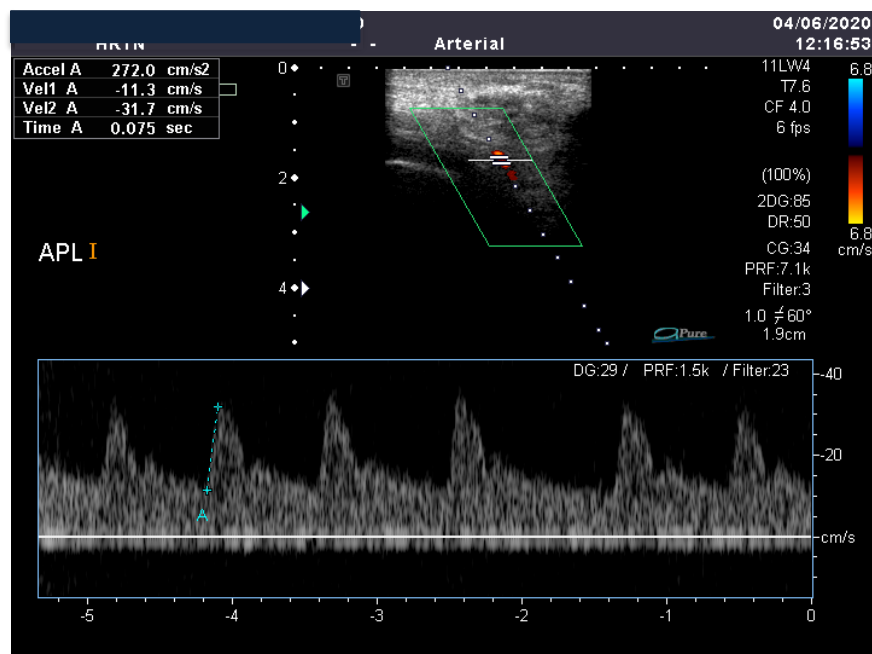 04/06/2020
HRTN - - Arterial 12:16:53
Accel A 272.0 cm/s2
Vel1 A -11.3 cm/s
Vel2 A -31.7 cm/s
Time A 0.075 sec
0
2
4
T
11LW4
T7.6
CF 4.0
6 fps
(100%)
2DG:85
DR:50
CG:34
PRF:7.1k
Filter:3
1.0 ≠60°
1.9cm
6.8
6.8
cm/s
APL I
aPure
DG:29 / PRF:1.5k / Filter:23
-40
-20
cm/s
A
-5 -4 -3 -2 -1 0